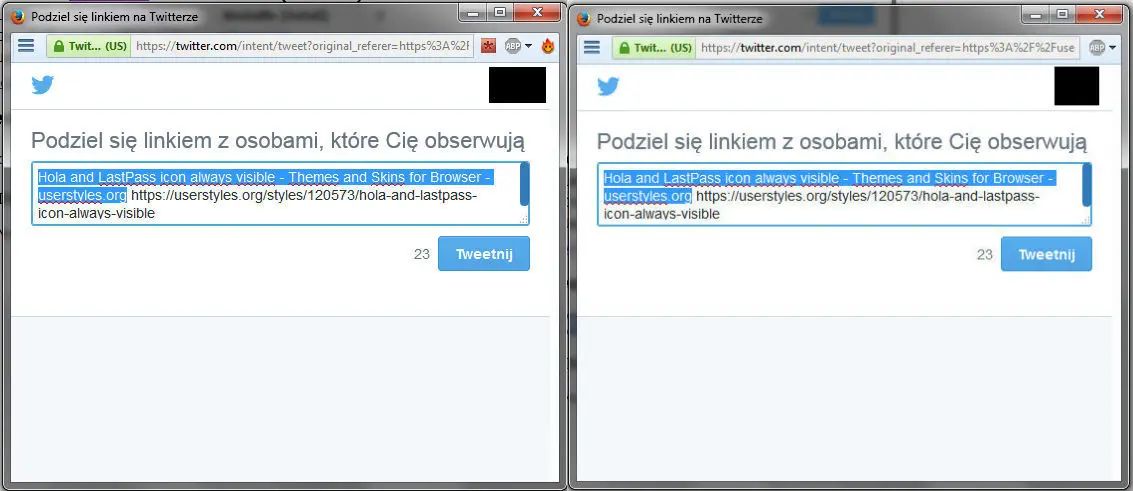 Podziel się linkiem na Twitterze
Twit... (US) https://twitter.com/intent/tweet?original_referer=https%3A%2F
ABP
Podziel się linkiem z osobami, które Cię obserwują
Hola and LastPass icon always visible - Themes and Skins for Browser -
userstyles.org https://userstyles.org/styles/120573/hola-and-lastpass-
icon-always-visible
23 Tweetnij
Podziel się linkiem na Twitterze
Twit... (US) https://twitter.com/intent/tweet?original_referer=https%3A%2F%2Fuse
ABP
Podziel się linkiem z osobami, które Cię obserwują
Hola and LastPass icon always visible - Themes and Skins for Browser -
userstyles.org https://userstyles.org/styles/120573/hola-and-lastpass-
icon-always-visible
23 Tweetnij